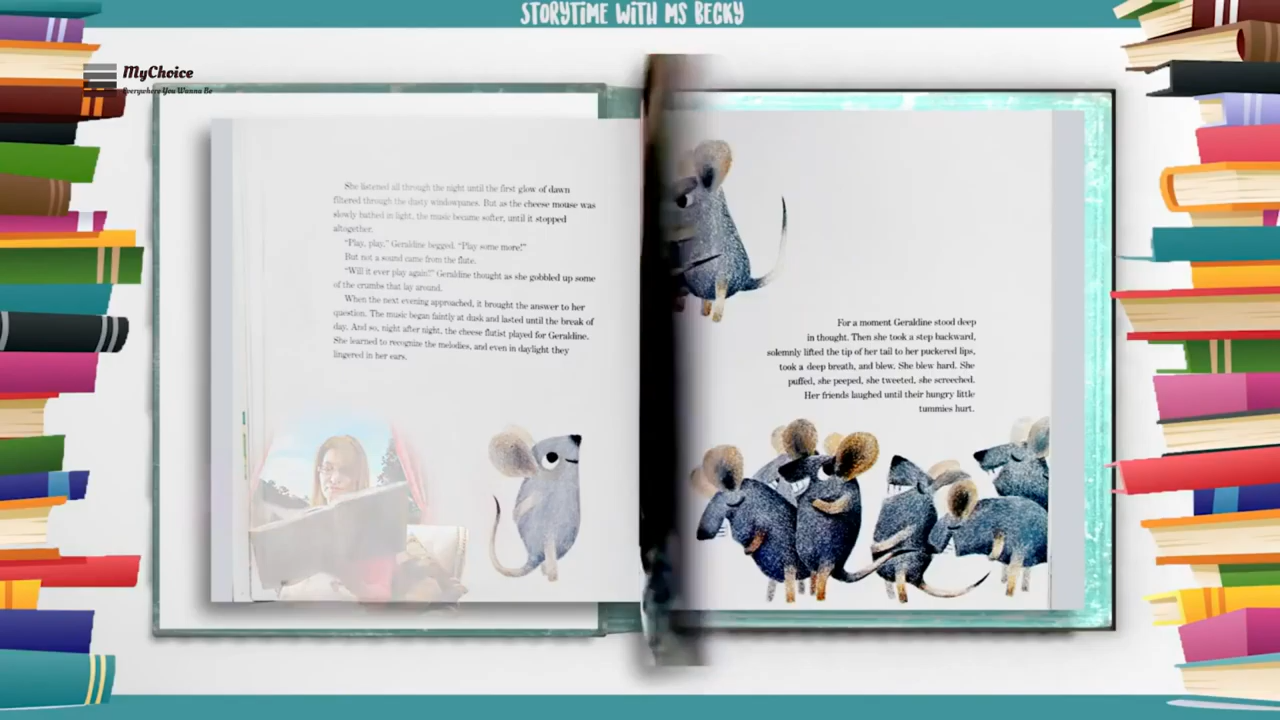 STORYTIME WITH MS BECKY
MyChoice
Everywhere You Wanna Be
She listened all through the night until the first glow of dawn
filtered through the dusty windowpanes. But as the cheese mouse was
slowly bathed in light, the music became softer, until it stopped
altogether.
“Play, play,” Geraldine begged. “Play some more!”
But not a sound came from the flute.
“Will it ever play again?” Geraldine thought as she gobbled up some
of the crumbs that lay around.
When the next evening approached, it brought the answer to her
question. The music began faintly at dusk and lasted until the break of
day. And so, night after night, the cheese flutist played for Geraldine.
She learned to recognize the melodies, and even in daylight they
lingered in her ears.
For a moment Geraldine stood deep
in thought. Then she took a step backward,
solemnly lifted the tip of her tail to her puckered lips,
took a deep breath, and blew. She blew hard. She
puffed, she peeped, she tweeted, she screeched.
Her friends laughed until their hungry little
tummies hurt.